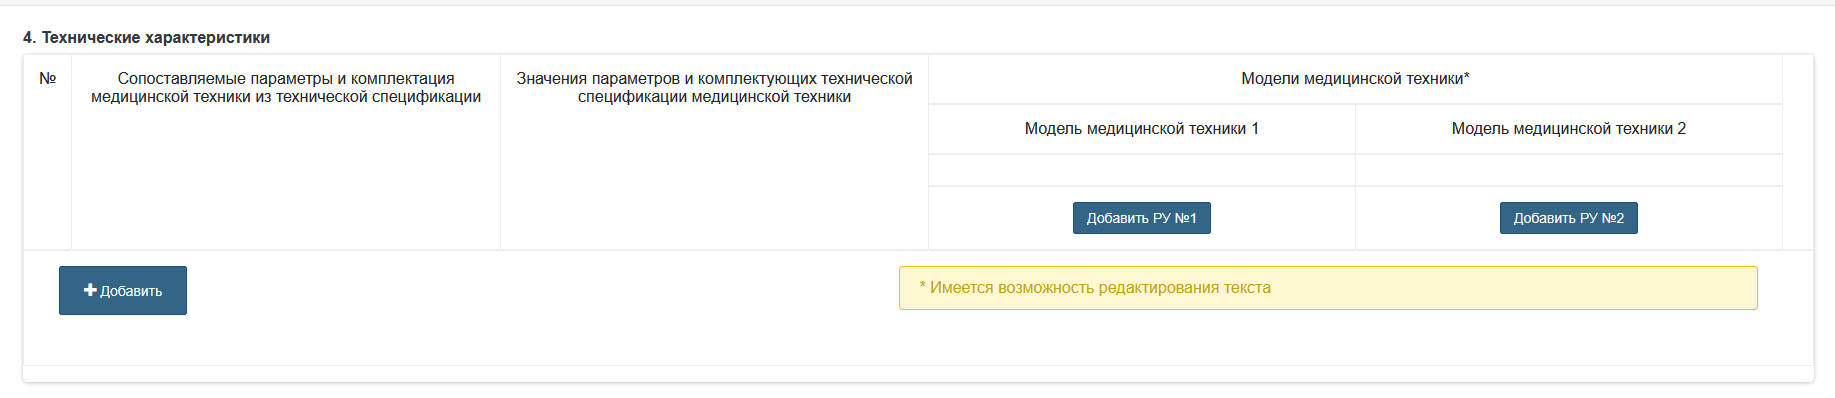 4. Технические характеристики
№
Сопоставляемые параметры и комплектация
медицинской техники из технической спецификации
Значения параметров и комплектующих технической
спецификации медицинской техники
Модели медицинской техники*
Модель медицинской техники 1
Модель медицинской техники 2
Добавить РУ №1
Добавить РУ №2
Добавить
* Имеется возможность редактирования текста